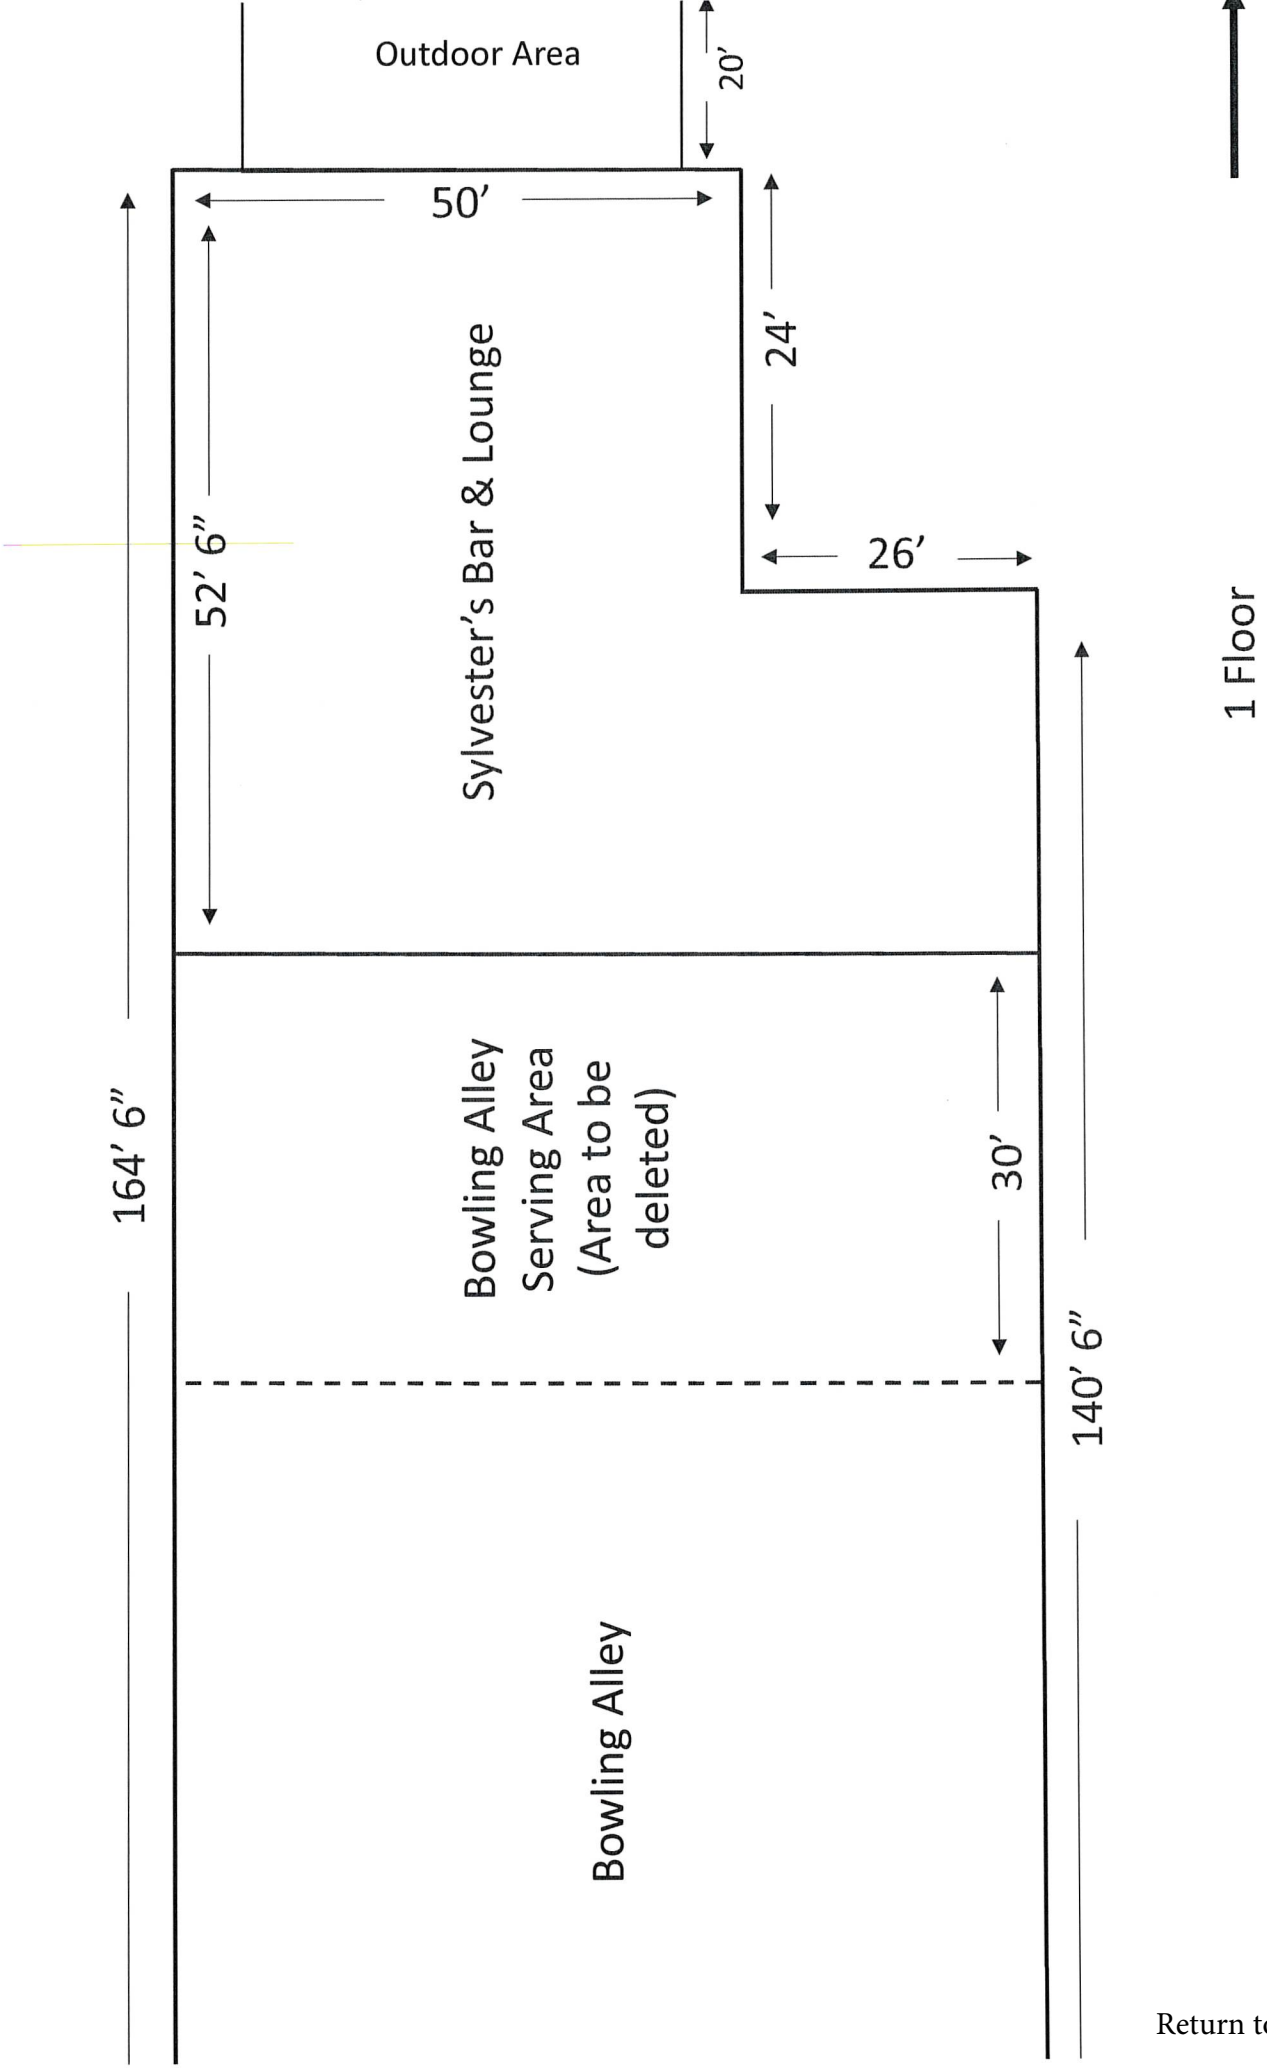 Outdoor Area
20’
50’
24’
52’ 6”
Sylvester’s Bar & Lounge
26’
1 Floor
164’ 6”
Bowling Alley
Serving Area
(Area to be
deleted)
30’
140’ 6”
Bowling Alley
Return